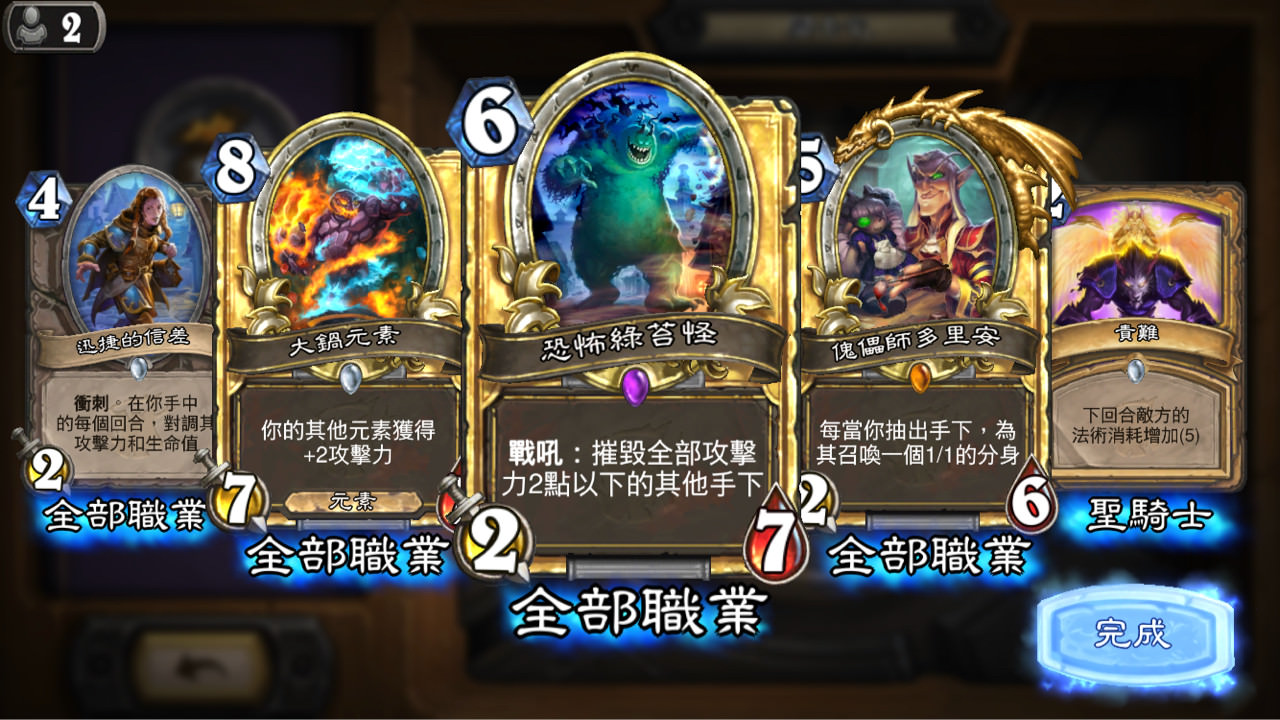 2
4
迅捷的信差
衝刺。在你手中
的每個回合，對調其
攻擊力和生命值
2
全部職業
8
大鍋元素
你的其他元素獲得
+2攻擊力
元素
7
全部職業
6
恐怖綠苔怪
戰吼：摧毀全部攻擊
力2點以下的其他手下
2
7
全部職業
5
傀儡師多里安
每當你抽出手下，為
其召喚一個1/1的分身
2
6
全部職業
責難
下回合敵方的
法術消耗增加(5)
聖騎士
完成